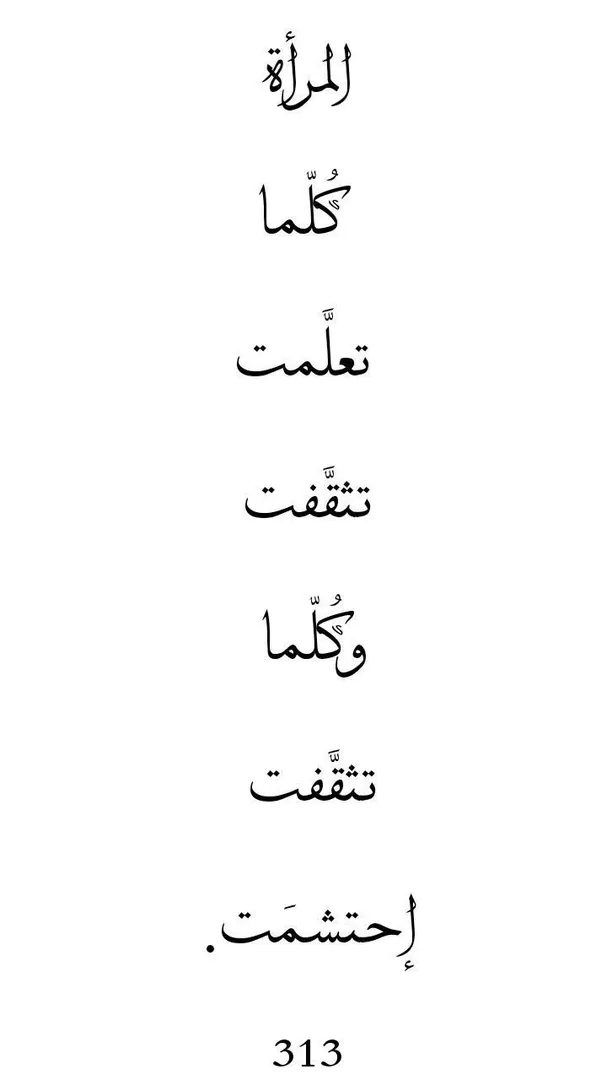 المرأة
كُلّما
تعلَّمت
تثقَّفت
وكُلّما
تثقَّفت
إحتشمَت.
313